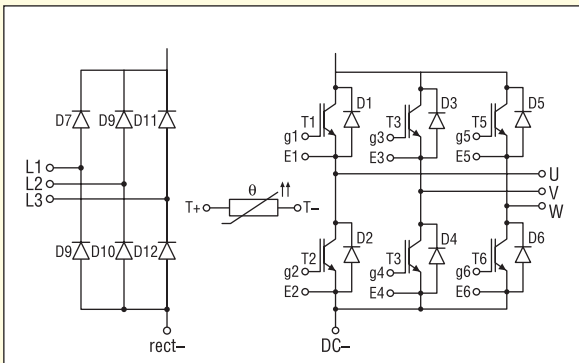 D1 D3 D5
D7 D9 D11 T1 T3 T5
g1 g3 g5
L1 E1 E3 E5
L2 U
L3 θ V
T+ T− W
D9 D10 D12 D2 D4 D6
T2 T3 T6
g2 g4 g6
E2 E4 E6
rect− DC−